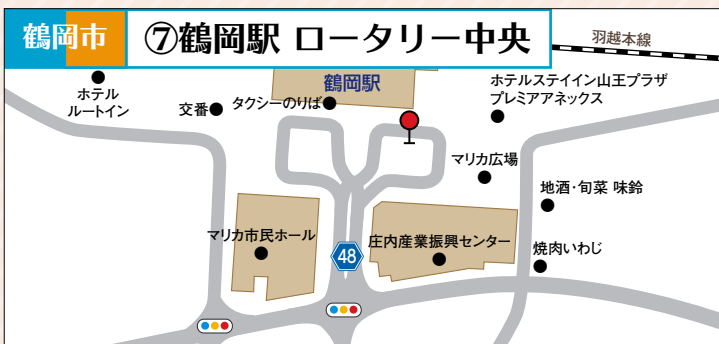 鶴岡市
⑦鶴岡駅 ロータリー中央
羽越本線
鶴岡駅
ホテルステイイン山王プラザ
プレミアアネックス
ホテル
ルートイン
交番
タクシーのりば
マリカ広場
地酒・旬菜 味鈴
マリカ市民ホール
庄内産業振興センター
48
焼肉いわじ